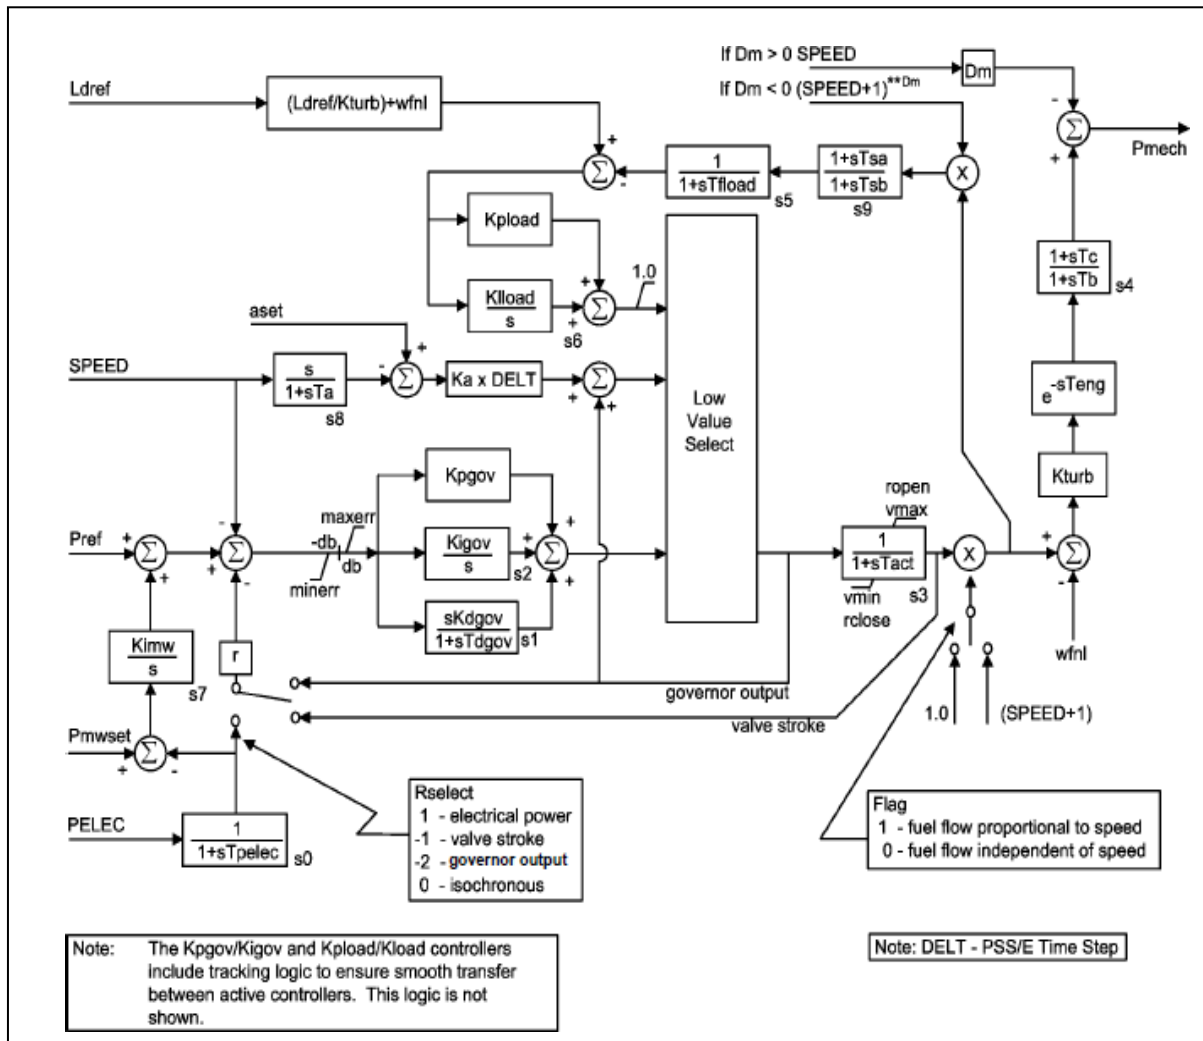 If Dm > 0 SPEED
Dm
If Dm < 0 (SPEED+1)**Dm
Ldref
(Ldref/Kturb)+wfnl
+
-
Σ
+
Pmech
+
Σ
-
1
1+sTfload
s5
1+sTsa
1+sTsb
s9
X
Kpload
KIload
s
s6
+
+
Σ
1.0
1+sTc
1+sTb
s4
aset
SPEED
s
1+sTa
s8
+
-
Σ
Ka x DELT
+
Σ
+
Low
Value
Select
e-sTeng
Kturb
Kpgov
Kigov
s
s2
sKdgov
1+sTdgov
s1
+
+
+
Σ
Pref
+
Σ
+
-
+
Σ
-
-db
db
maxerr
minerr
ropen
vmax
1
1+sTact
s3
vmin
rclose
X
+
Σ
-
wfnl
Kimw
s
s7
r
governor output
valve stroke
1.0
(SPEED+1)
Pmwset
+
Σ
-
PELEC
1
1+sTpelec
s0
Rselect
1 - electrical power
-1 - valve stroke
-2 - governor output
0 - isochronous
Flag
1 - fuel flow proportional to speed
0 - fuel flow independent of speed
Note: The Kpgov/Kigov and Kpload/Kload controllers
include tracking logic to ensure smooth transfer
between active controllers. This logic is not
shown.
Note: DELT - PSS/E Time Step